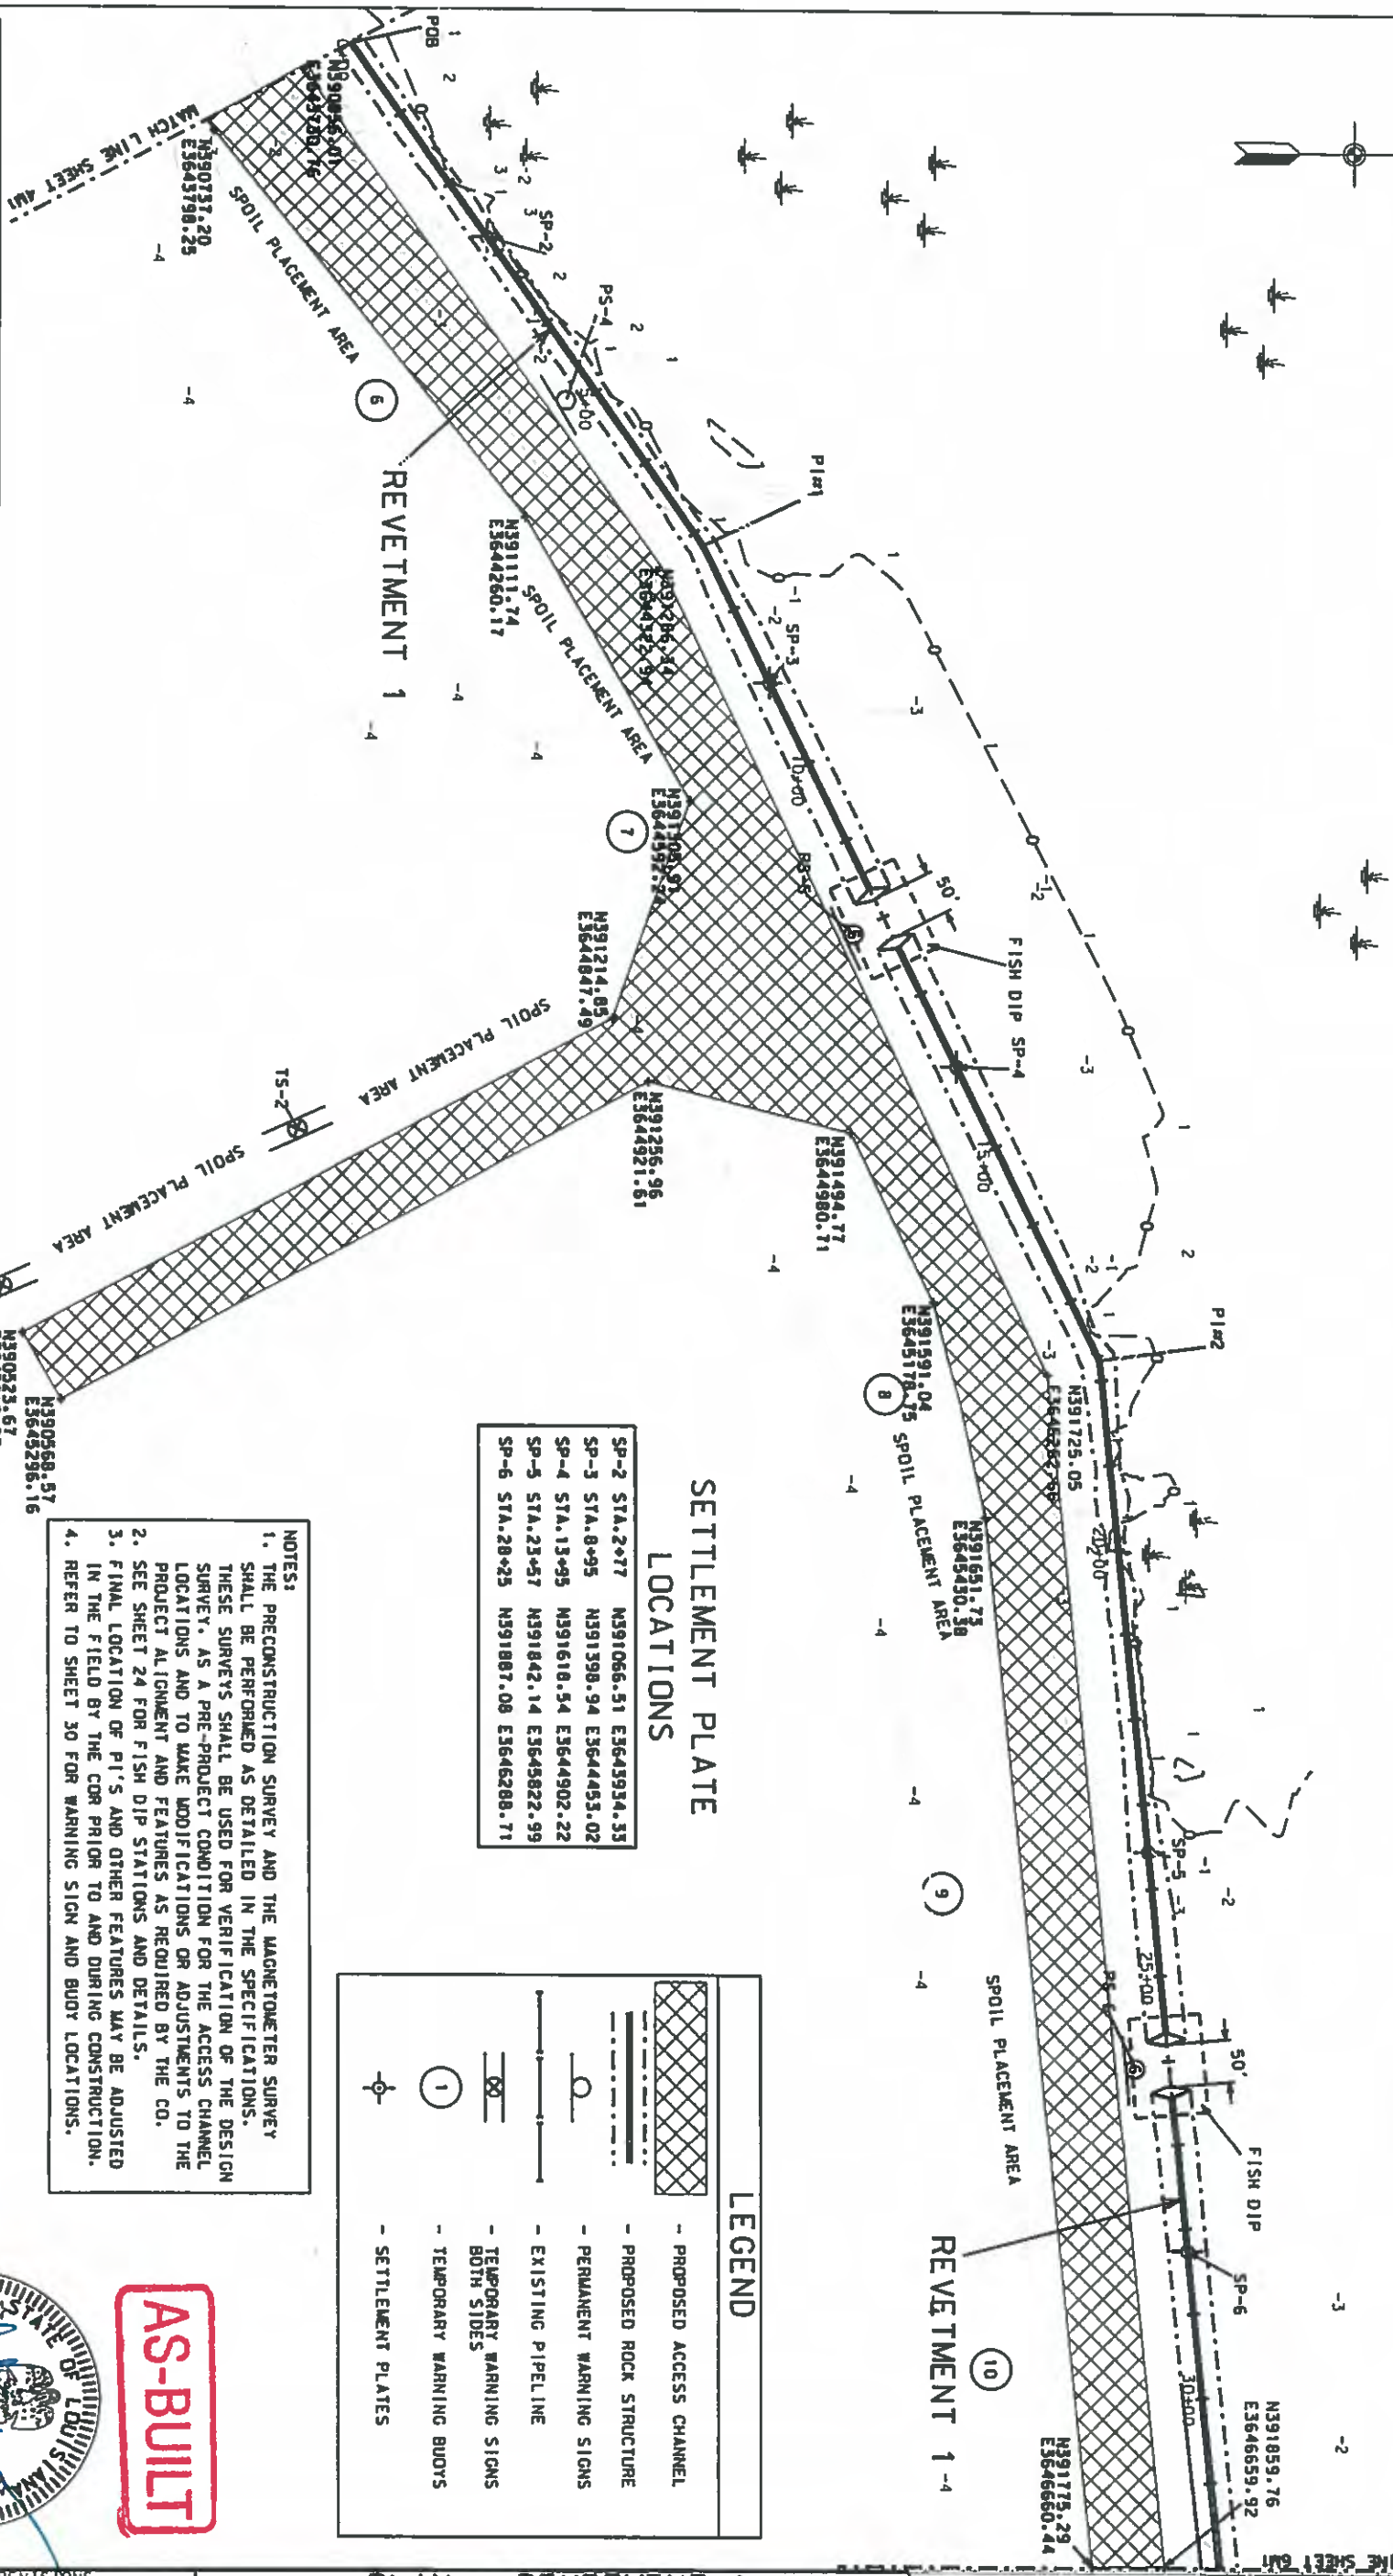 POB
N390737.20
E3643798.25
MATCH LINE SHEET 4M1
SPOIL PLACEMENT AREA
SP-2
PS-4
5+00
6
REVETMENT 1
PI#1
N391111.74
E3644260.17
SPOIL PLACEMENT AREA
SP-3
10+00
7
50'
FISH DIP
SP-4
15+00
N391214.85
E3644847.49
N391256.96
E3644921.61
N391494.77
E3644980.71
SPOIL PLACEMENT AREA
TS-2
SPOIL PLACEMENT AREA
N390568.57
E3645296.16
N390523.67
PI#2
N391725.05
N391591.04
E3645178.75
8
SPOIL PLACEMENT AREA
20+00
N391651.73
E3645430.38
9
SP-5
25+00
SPOIL PLACEMENT AREA
50'
FISH DIP
SP-6
REVETMENT 1
10
30+00
N391859.76
E3646659.92
N391775.29
E3646660.44
SETTLEMENT PLATE
LOCATIONS
SP-2 STA.2+77 N391066.51 E3643934.33
SP-3 STA.8+95 N391398.94 E3644453.02
SP-4 STA.13+95 N391618.54 E3644902.22
SP-5 STA.23+57 N391842.14 E3645822.99
SP-6 STA.28+25 N391887.08 E3646288.71
NOTES:
1. THE PRECONSTRUCTION SURVEY AND THE MAGNETOMETER SURVEY
SHALL BE PERFORMED AS DETAILED IN THE SPECIFICATIONS.
THESE SURVEYS SHALL BE USED FOR VERIFICATION OF THE DESIGN
SURVEY, AS A PRE-PROJECT CONDITION FOR THE ACCESS CHANNEL
LOCATIONS AND TO MAKE MODIFICATIONS OR ADJUSTMENTS TO THE
PROJECT ALIGNMENT AND FEATURES AS REQUIRED BY THE CO.
2. SEE SHEET 24 FOR FISH DIP STATIONS AND DETAILS.
3. FINAL LOCATION OF PI'S AND OTHER FEATURES MAY BE ADJUSTED
IN THE FIELD BY THE COR PRIOR TO AND DURING CONSTRUCTION.
4. REFER TO SHEET 30 FOR WARNING SIGN AND BUOY LOCATIONS.
LEGEND
- PROPOSED ACCESS CHANNEL
- PROPOSED ROCK STRUCTURE
- PERMANENT WARNING SIGNS
- EXISTING PIPELINE
- TEMPORARY WARNING SIGNS
BOTH SIDES
1 - TEMPORARY WARNING BUOYS
- SETTLEMENT PLATES
AS-BUILT
STATE OF LOUISIANA